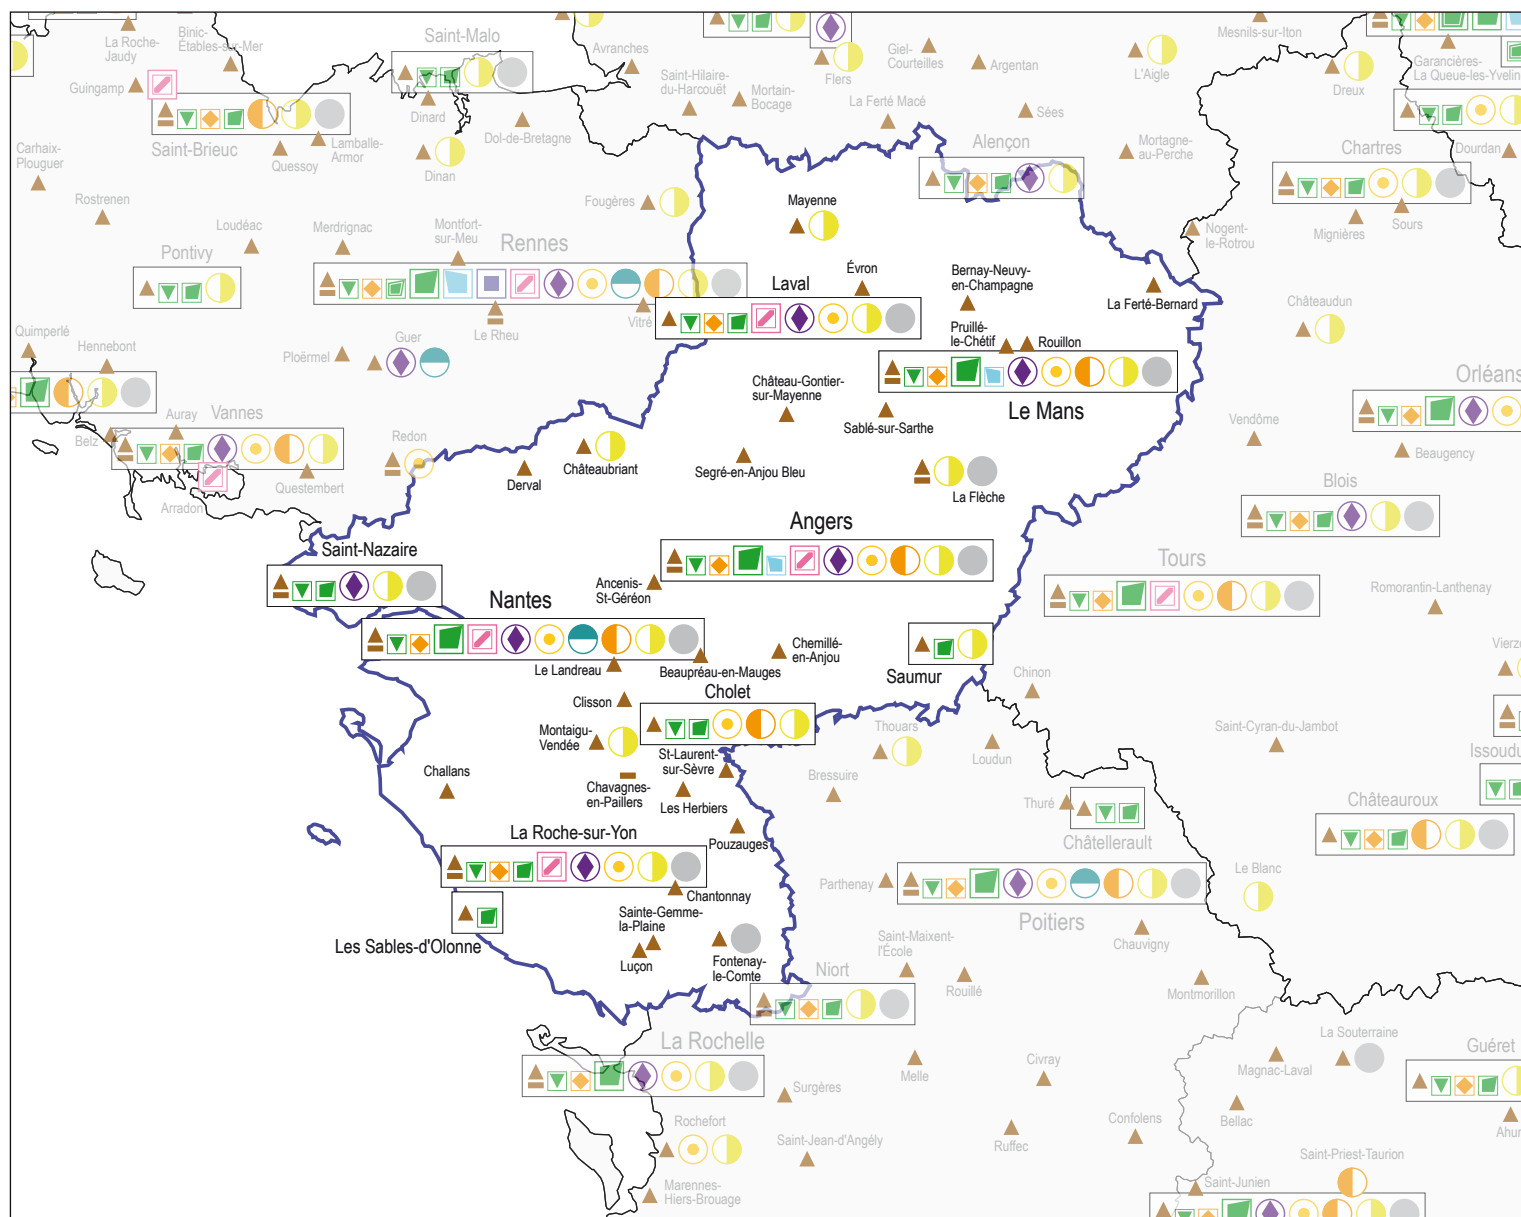 La Roche-
Jaudy
Binic-
Étables-sur-Mer
Saint-Malo
Avranches
Flers
Giel-
Courteilles
Argentan
L'Aigle
Mesnils-sur-Iton
Dreux
Garancières-
La Queue-les-Yvelin
Guingamp
Saint-Hilaire-
du-Harcouët
Mortain-
Bocage
La Ferté Macé
Sées
Saint-Brieuc
Quessoy
Lamballe-
Armor
Dinard
Dol-de-Bretagne
Dinan
Alençon
Mortagne-
au-Perche
Chartres
Dourdan
Carhaix-
Plouguer
Rostrenen
Loudéac
Merdrignac
Montfort-
sur-Meu
Rennes
Fougères
Mayenne
Nogent-
le-Rotrou
Mignières
Sours
Pontivy
Laval
Évron
Bernay-Neuvy-
en-Champagne
La Ferté-Bernard
Châteaudun
Quimperlé
Hennebont
Ploërmel
Guer
Le Rheu
Vitré
Pruillé-
le-Chétif
Rouillon
Le Mans
Orléans
Château-Gontier-
sur-Mayenne
Sablé-sur-Sarthe
Belz
Auray
Vannes
Redon
Arradon
Questembert
Derval
Châteaubriant
Segré-en-Anjou Bleu
La Flèche
Vendôme
Beaugency
Blois
Saint-Nazaire
Angers
Ancenis-
St-Géréon
Nantes
Tours
Romorantin-Lanthenay
Le Landreau
Beaupréau-en-Mauges
Chemillé-
en-Anjou
Saumur
Chinon
Vierz
Clisson
Cholet
Montaigu-
Vendée
Thouars
Loudun
Saint-Cyran-du-Jambot
Issoudu
Challans
Chavagnes-
en-Paillers
St-Laurent-
sur-Sèvre
Les Herbiers
Bressuire
Thuré
Châtellerault
Châteauroux
La Roche-sur-Yon
Pouzauges
Parthenay
Le Blanc
Chantonnay
Poitiers
Chauvigny
Les Sables-d'Olonne
Sainte-Gemme-
la-Plaine
Luçon
Fontenay-
le-Comte
Saint-Maixent-
l'École
Niort
Rouillé
Montmorillon
La Rochelle
Melle
Civray
La Souterraine
Magnac-Laval
Guéret
Surgères
Bellac
Ahun
Rochefort
Saint-Jean-d'Angély
Ruffec
Confolens
Saint-Priest-Taurion
Saint-Junien
Marennes-
Hiers-Brouage